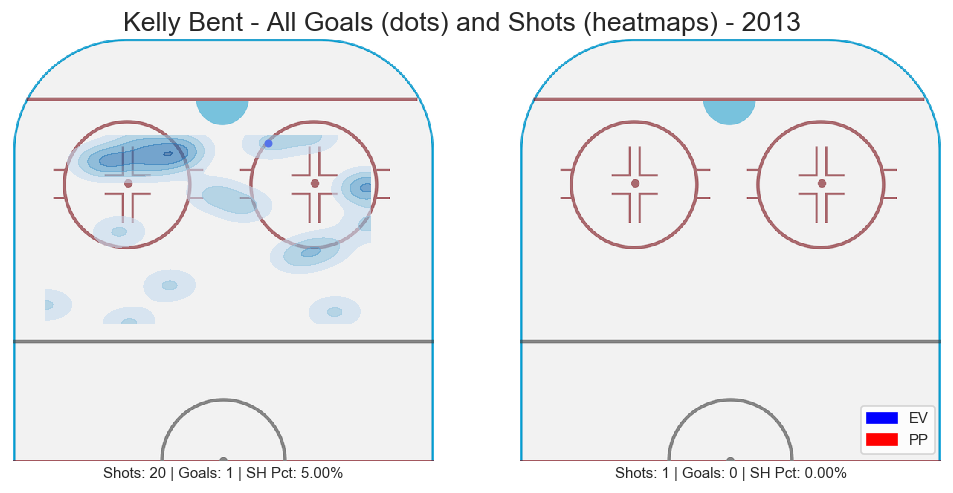 Kelly Bent - All Goals (dots) and Shots (heatmaps) - 2013
EV
PP
Shots: 20 | Goals: 1 | SH Pct: 5.00%
Shots: 1 | Goals: 0 | SH Pct: 0.00%